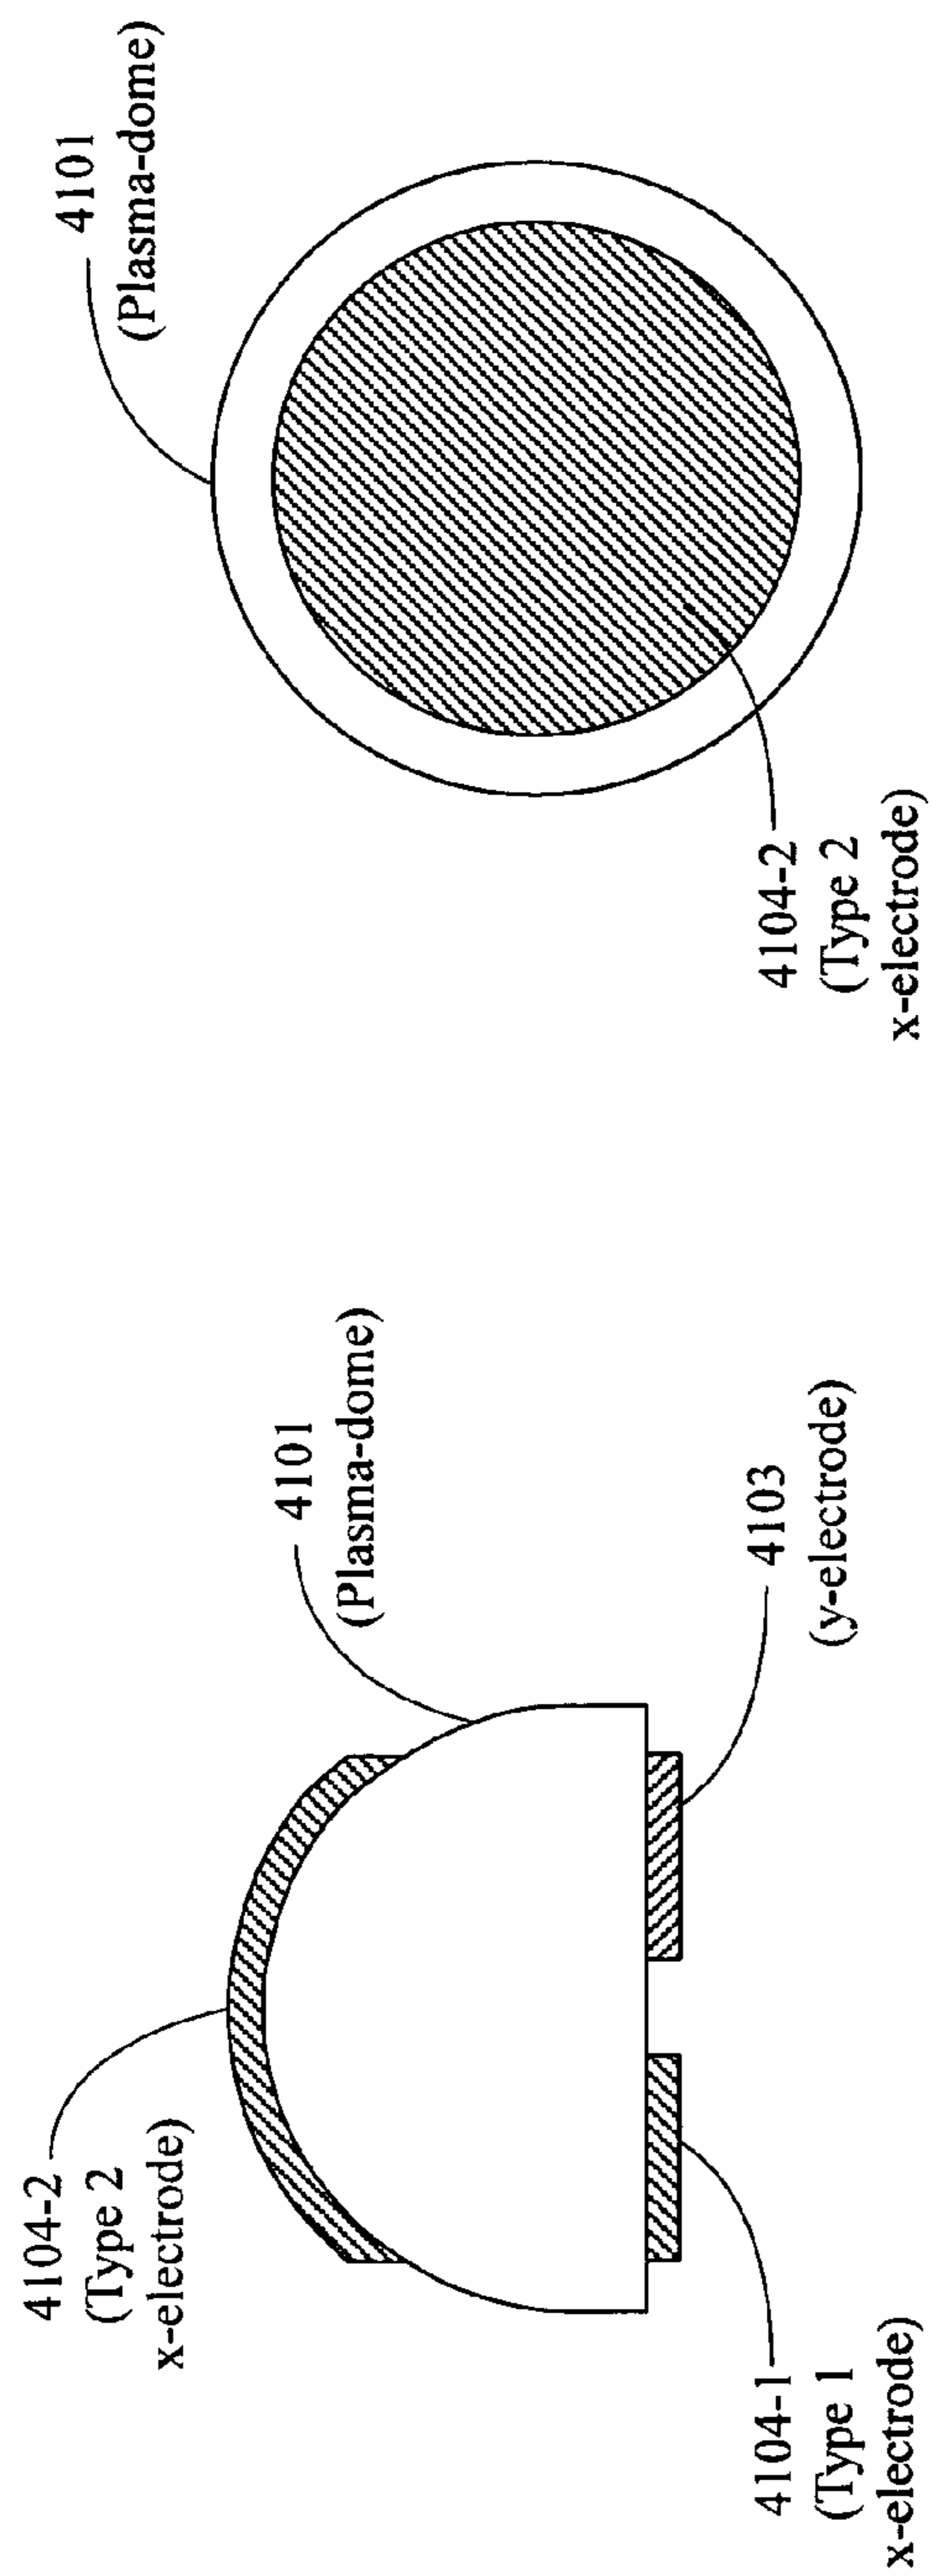 4104-2
(Type 2
x-electrode)
4101
(Plasma-dome)
4104-1
(Type 1
x-electrode)
4103
(y-electrode)
4101
(Plasma-dome)
4104-2
(Type 2
x-electrode)